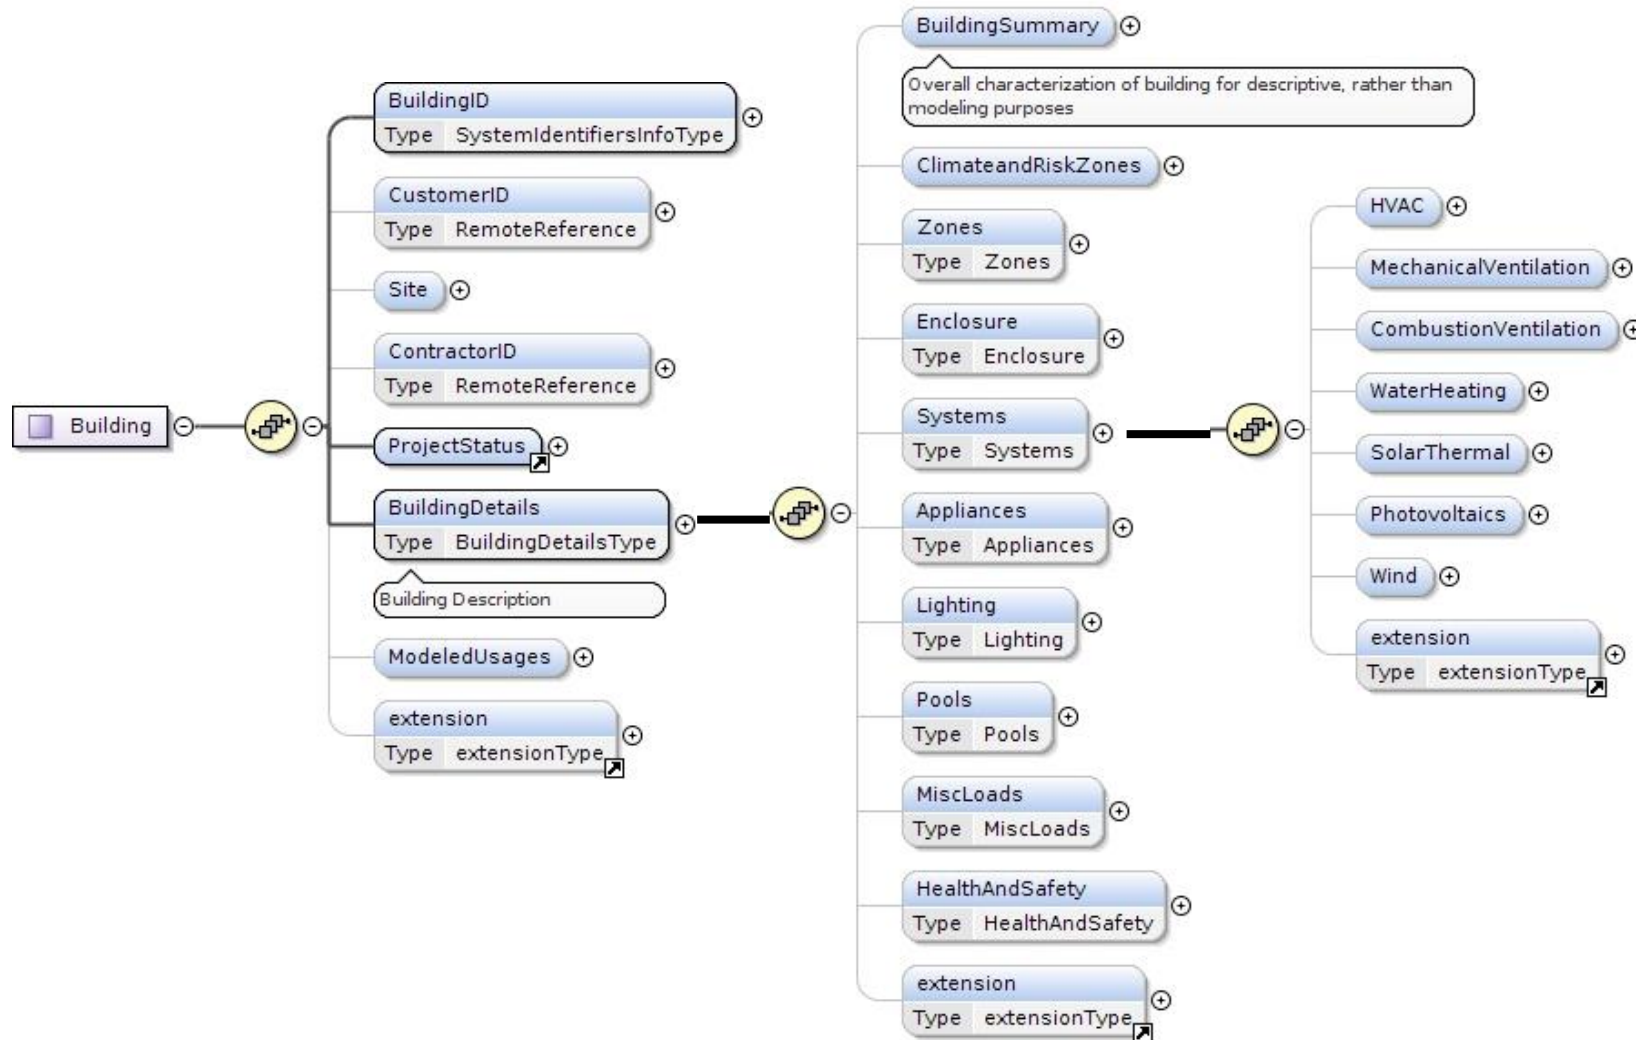 Building
BuildingID
Type SystemIdentifiersInfoType
CustomerID
Type RemoteReference
Site
ContractorID
Type RemoteReference
ProjectStatus
BuildingDetails
Type BuildingDetailsType
Building Description
ModeledUsages
extension
Type extensionType
BuildingSummary
Overall characterization of building for descriptive, rather than
modeling purposes
ClimateandRiskZones
Zones
Type Zones
Enclosure
Type Enclosure
Systems
Type Systems
Appliances
Type Appliances
Lighting
Type Lighting
Pools
Type Pools
MiscLoads
Type MiscLoads
HealthAndSafety
Type HealthAndSafety
extension
Type extensionType
HVAC
MechanicalVentilation
CombustionVentilation
WaterHeating
SolarThermal
Photovoltaics
Wind
extension
Type extensionType